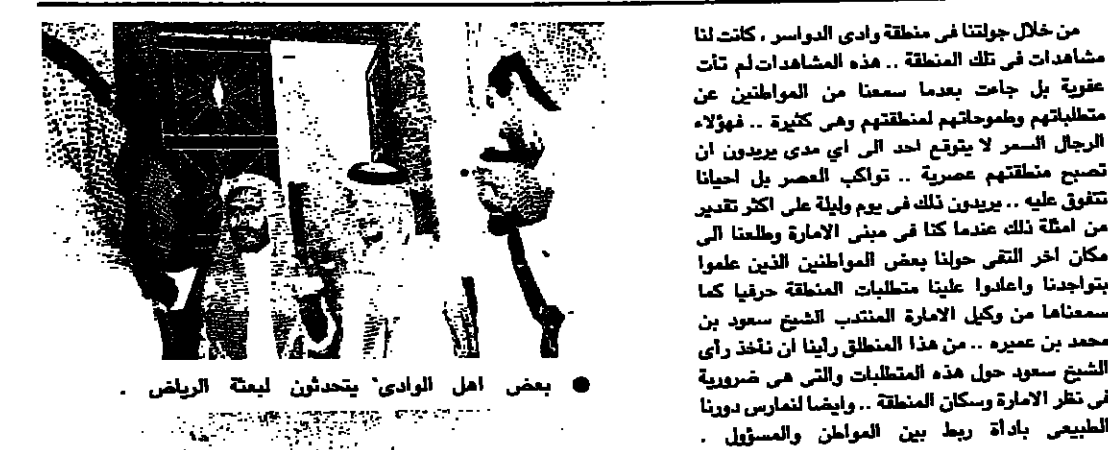 من خلال جولتنا فى منطقة وادى الدواسر ، كانت لنا
مشاهدات فى تلك المنطقة .. هذه المشاهدات لم تأت
عفوية بل جاءت بعدما سمعنا من المواطنين عن
متطلباتهم وطموحاتهم لمنطقتهم وهى كثيرة .. فهؤلاء
الرجال السمر لا يتوقع احد الى اي مدى يريدون ان
تصبح منطقتهم عصرية .. تواكب العصر بل احيانا
تتفوق عليه .. يريدون ذلك فى يوم وليلة على اكثر تقدير
من امثلة ذلك عندما كنا فى مبنى الامارة وطلعنا الى
مكان اخر التقى حولنا بعض المواطنين الذين علموا
بتواجدنا واعادوا علينا متطلبات المنطقة حرفيا كما
سمعناها من وكيل الامارة المنتدب الشيخ سعود بن
محمد بن عميره .. من هذا المنطلق رأينا ان نأخذ رأى
الشيخ سعود حول هذه المتطلبات والتى هى ضرورية
فى نظر الامارة وسكان المنطقة .. وايضا لنمارس دورنا
الطبيعى باداة ربط بين المواطن والمسؤول .
● بعض اهل الوادى يتحدثون لبعثة الرياض .